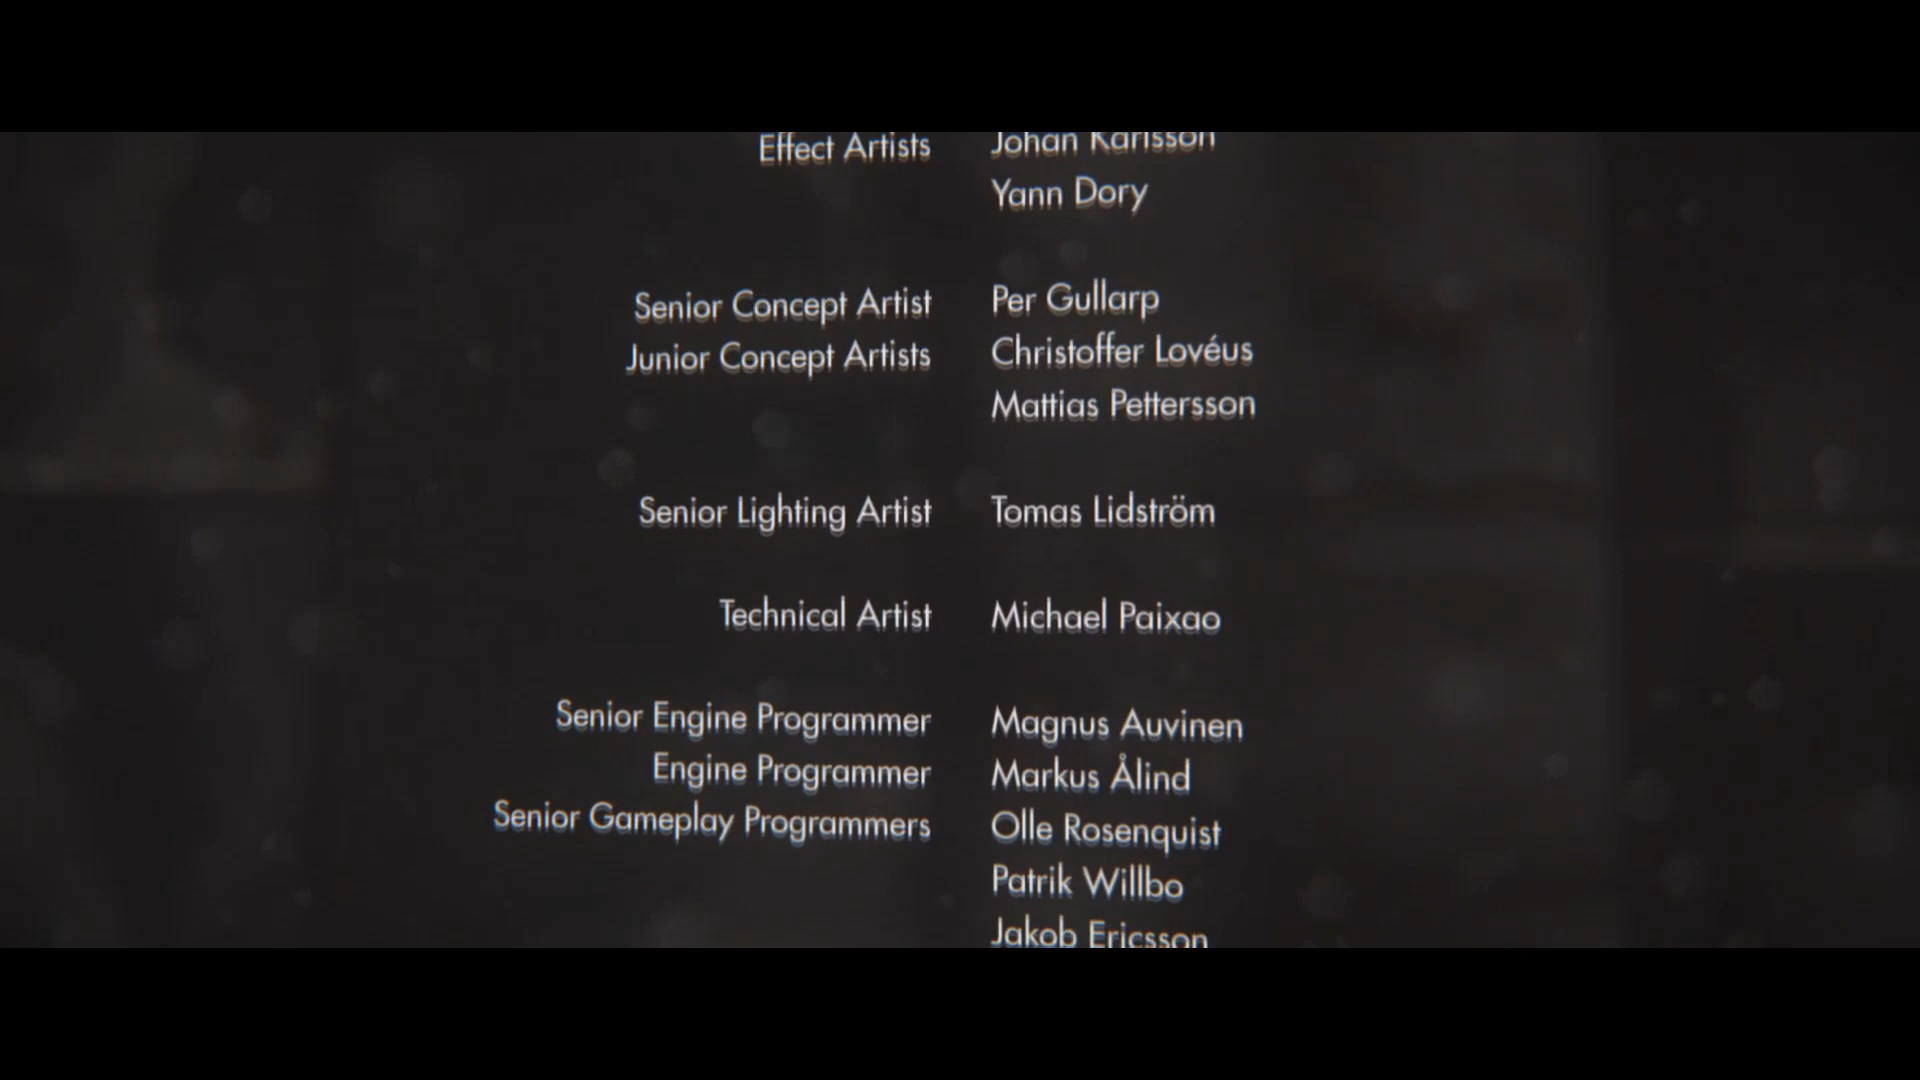 Effect Artists Johan Karlsson
Yann Dory
Senior Concept Artist Per Gullarp
Junior Concept Artists Christoffer Lovéus
Mattias Pettersson
Senior Lighting Artist Tomas Lidström
Technical Artist Michael Paixao
Senior Engine Programmer Magnus Auvinen
Engine Programmer Markus Ålind
Senior Gameplay Programmers Olle Rosenquist
Patrik Willbo
Jakob Ericsson